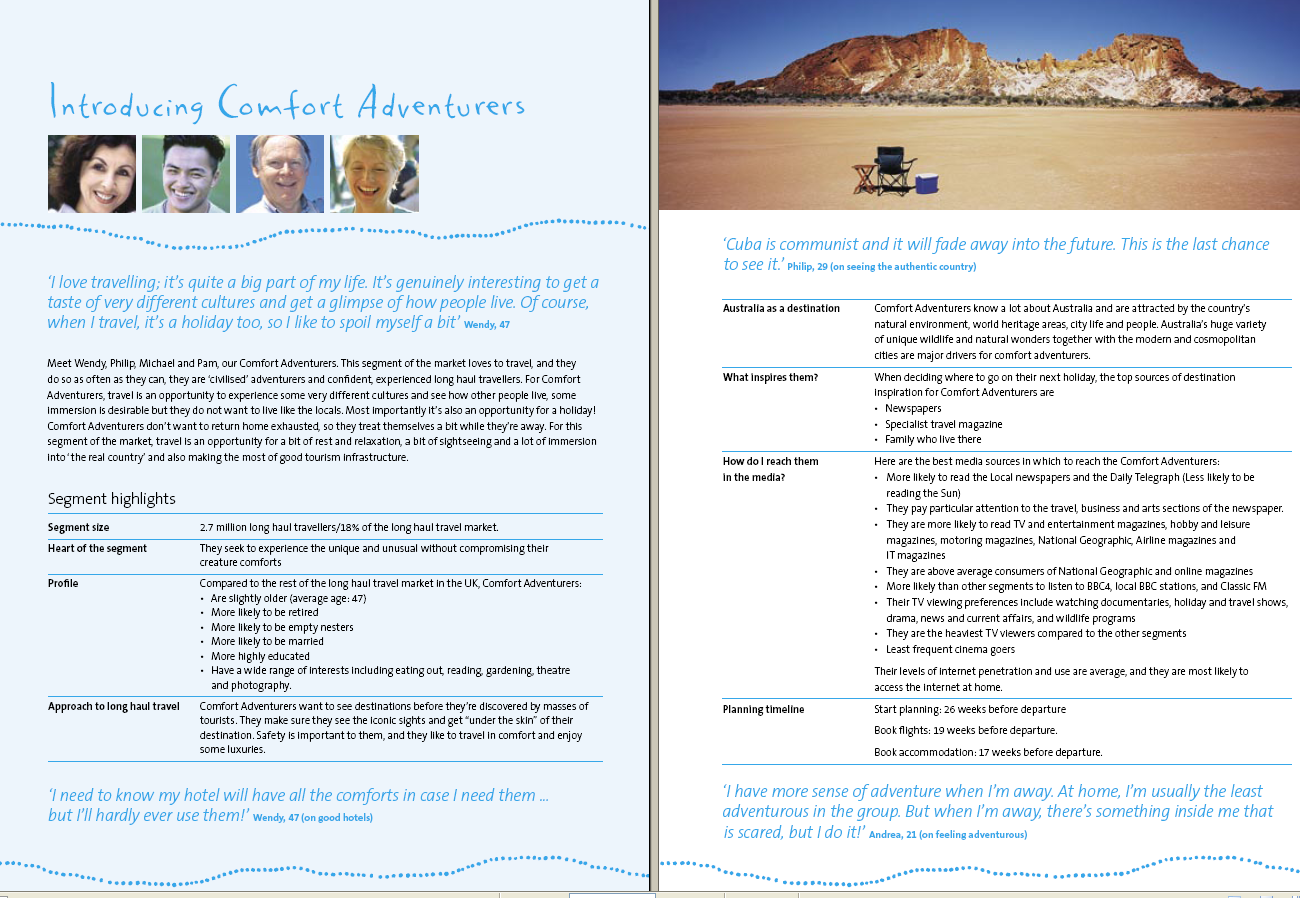 Introducing Comfort Adventurers
‘I love travelling; it’s quite a big part of my life. It’s genuinely interesting to get a
taste of very different cultures and get a glimpse of how people live. Of course,
when I travel, it’s a holiday too, so I like to spoil myself a bit’ Wendy, 47
Meet Wendy, Philip, Michael and Pam, our Comfort Adventurers. This segment of the market loves to travel, and they
do so as often as they can, they are ‘civilised’ adventurers and confident, experienced long haul travellers. For Comfort
Adventurers, travel is an opportunity to experience some very different cultures and see how other people live, some
immersion is desirable but they do not want to live like the locals. Most importantly it’s also an opportunity for a holiday!
Comfort Adventurers don’t want to return home exhausted, so they treat themselves a bit while they’re away. For this
segment of the market, travel is an opportunity for a bit of rest and relaxation, a bit of sightseeing and a lot of immersion
into ‘the real country’ and also making the most of good tourism infrastructure.
Segment highlights
Segment size 2.7 million long haul travellers/18% of the long haul travel market.
Heart of the segment They seek to experience the unique and unusual without compromising their
creature comforts
Profile Compared to the rest of the long haul travel market in the UK, Comfort Adventurers:
• Are slightly older (average age: 47)
• More likely to be retired
• More likely to be empty nesters
• More likely to be married
• More highly educated
• Have a wide range of interests including eating out, reading, gardening, theatre
and photography.
Approach to long haul travel Comfort Adventurers want to see destinations before they’re discovered by masses of
tourists. They make sure they see the iconic sights and get “under the skin” of their
destination. Safety is important to them, and they like to travel in comfort and enjoy
some luxuries.
‘I need to know my hotel will have all the comforts in case I need them ...
but I’ll hardly ever use them!’ Wendy, 47 (on good hotels)
‘Cuba is communist and it will fade away into the future. This is the last chance
to see it.’ Philip, 29 (on seeing the authentic country)
Australia as a destination Comfort Adventurers know a lot about Australia and are attracted by the country’s
natural environment, world heritage areas, city life and people. Australia’s huge variety
of unique wildlife and natural wonders together with the modern and cosmopolitan
cities are major drivers for comfort adventurers.
What inspires them? When deciding where to go on their next holiday, the top sources of destination
inspiration for Comfort Adventurers are
• Newspapers
• Specialist travel magazine
• Family who live there
How do I reach them Here are the best media sources in which to reach the Comfort Adventurers:
in the media? • More likely to read the Local newspapers and the Daily Telegraph (Less likely to be
reading the Sun)
• They pay particular attention to the travel, business and arts sections of the newspaper.
• They are more likely to read TV and entertainment magazines, hobby and leisure
magazines, motoring magazines, National Geographic, Airline magazines and
IT magazines
• They are above average consumers of National Geographic and online magazines
• More likely than other segments to listen to BBC4, local BBC stations, and Classic FM
• Their TV viewing preferences include watching documentaries, holiday and travel shows,
drama, news and current affairs, and wildlife programs
• They are the heaviest TV viewers compared to the other segments
• Least frequent cinema goers
Their levels of internet penetration and use are average, and they are most likely to
access the internet at home.
Planning timeline Start planning: 26 weeks before departure
Book flights: 19 weeks before departure.
Book accommodation: 17 weeks before departure.
‘I have more sense of adventure when I’m away. At home, I’m usually the least
adventurous in the group. But when I’m away, there’s something inside me that
is scared, but I do it!’ Andrea, 21 (on feeling adventurous)